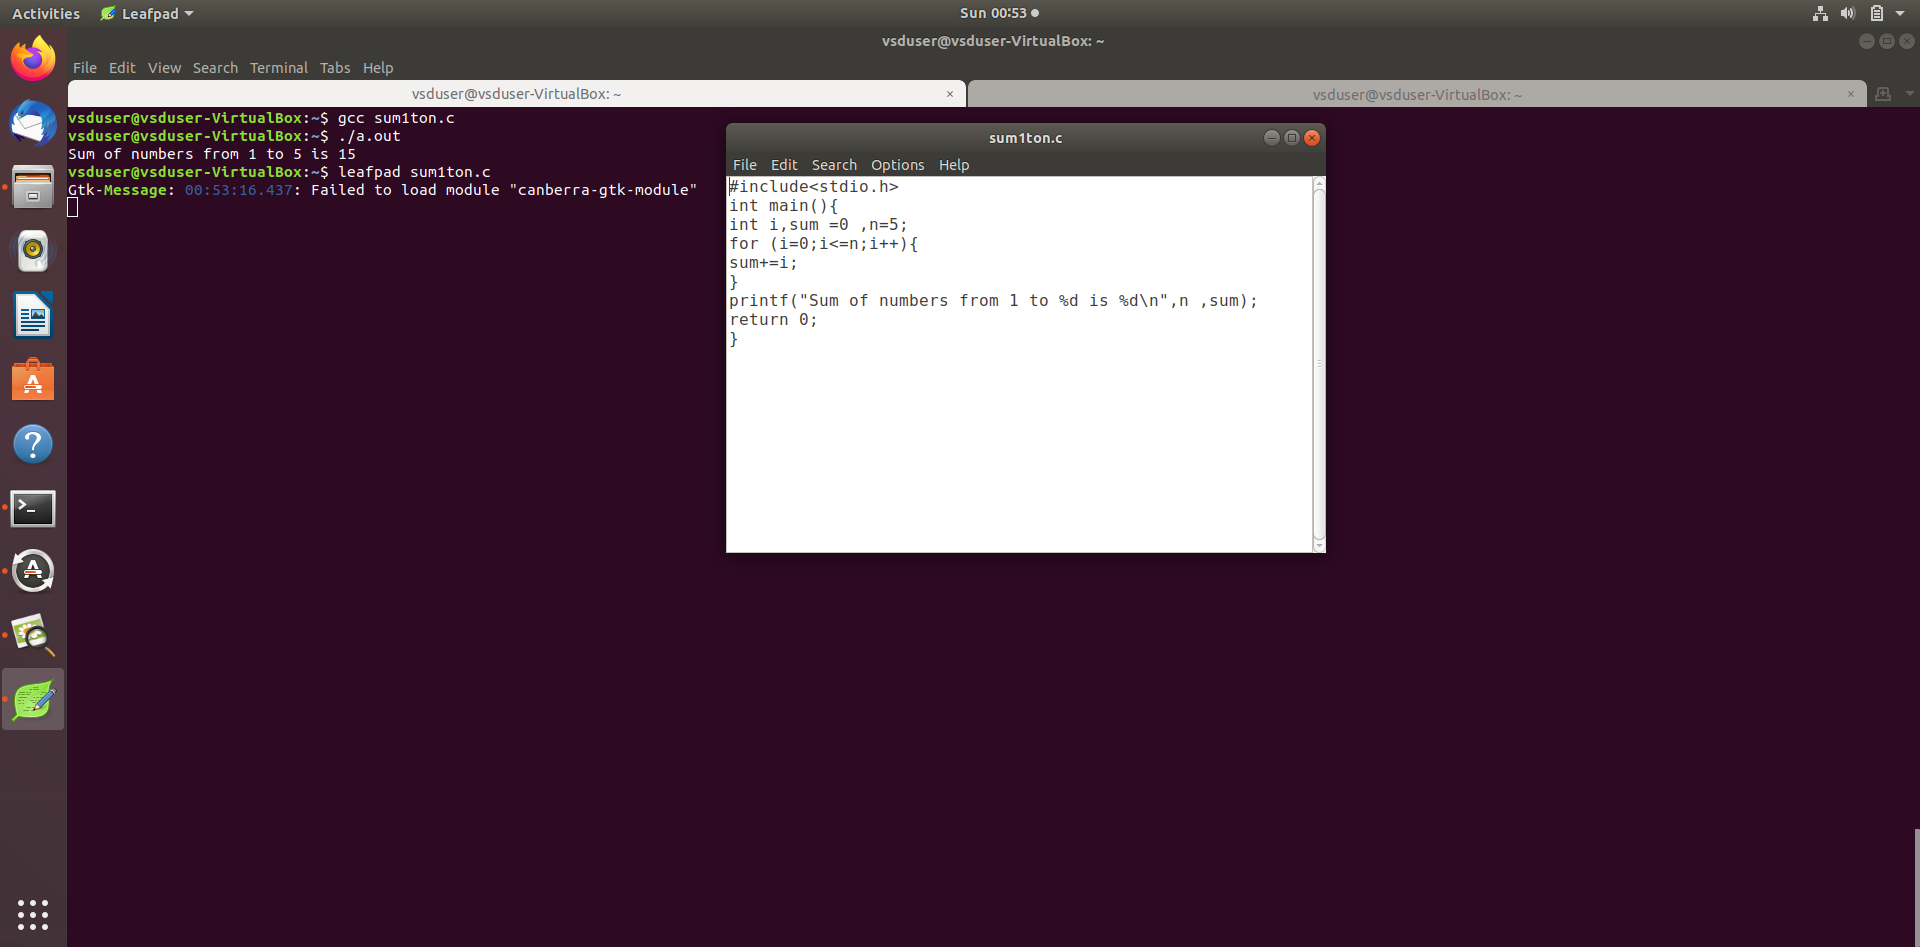 Activities Leafpad Sun 00:53
vsduser@vsduser-VirtualBox: ~
File Edit View Search Terminal Tabs Help
vsduser@vsduser-VirtualBox: ~ × vsduser@vsduser-VirtualBox: ~ ×
vsduser@vsduser-VirtualBox:~$ gcc sum1ton.c
vsduser@vsduser-VirtualBox:~$ ./a.out
Sum of numbers from 1 to 5 is 15
vsduser@vsduser-VirtualBox:~$ leafpad sum1ton.c
Gtk-Message: 00:53:16.437: Failed to load module "canberra-gtk-module"
sum1ton.c
File Edit Search Options Help
#include<stdio.h>
int main(){
int i,sum =0 ,n=5;
for (i=0;i<=n;i++){
sum+=i;
}
printf("Sum of numbers from 1 to %d is %d\n",n ,sum);
return 0;
}